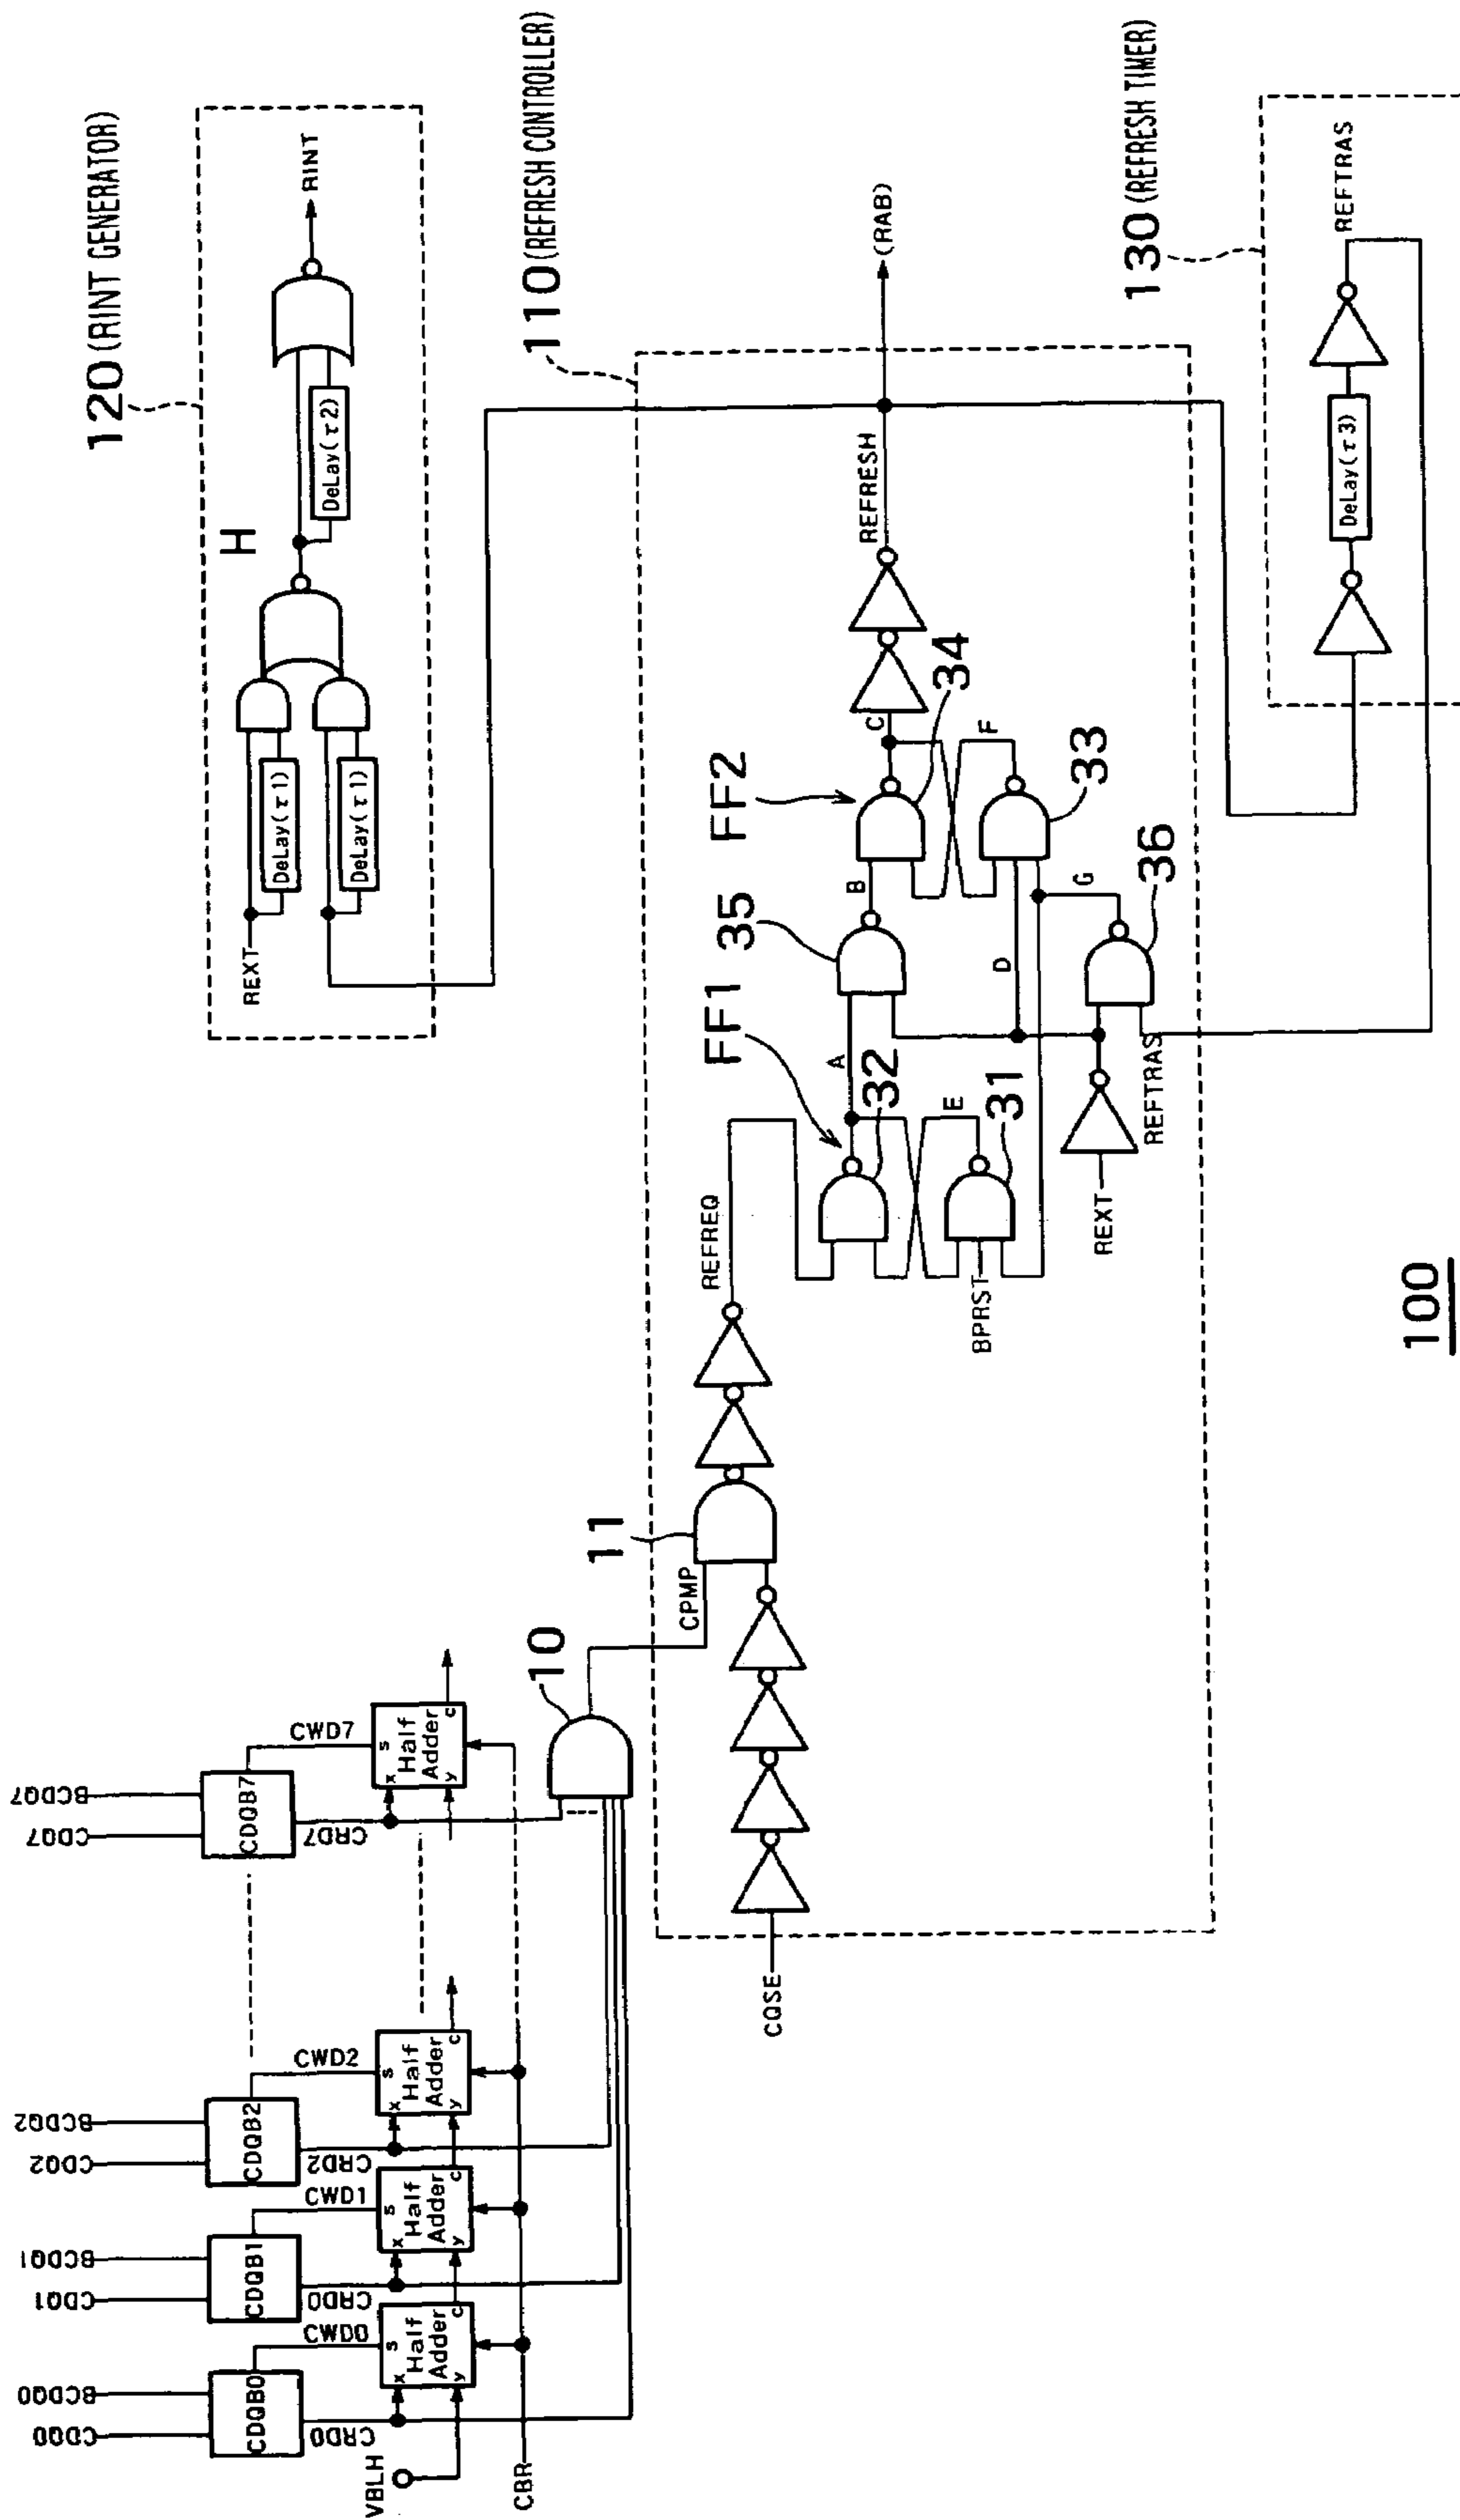 120 (RINT GENERATOR)
REXT
DeLay(τ1)
DeLay(τ1)
H
DeLay(τ2)
RINT
CDQ0
BCDQ0
CDQ1
BCDQ1
CDQ2
BCDQ2
CDQ7
BCDQ7
CDQB0
CDQB1
CDQB2
CDQB7
CRD0
CWD0
CRD0
CWD1
CRD2
CWD2
CRD7
CWD7
VBLH
x s
Half
Adder
y c
x s
Half
Adder
y c
x s
Half
Adder
y c
x s
Half
Adder
y c
CBR
10
110 (REFRESH CONTROLLER)
CPMP
11
CQSE
REFREQ
FF1
35
FF2
A
32
B
34
C
REFRESH
(RAB)
BPRST
E
31
D
F
33
G
REXT
REFTRAS
36
130 (REFRESH TIMER)
DeLay(τ3)
REFTRAS
100